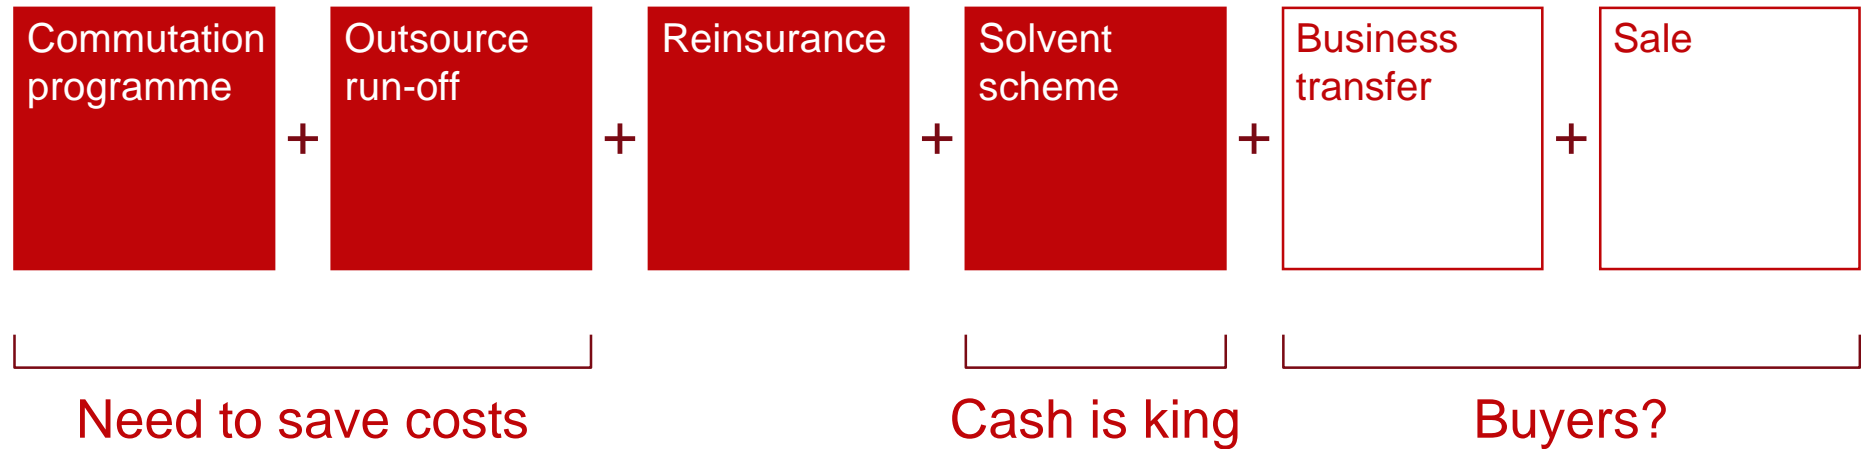 Commutation
programme
+
Outsource
run-off
+
Reinsurance
+
Solvent
scheme
+
Business
transfer
+
Sale
Need to save costs
Cash is king
Buyers?